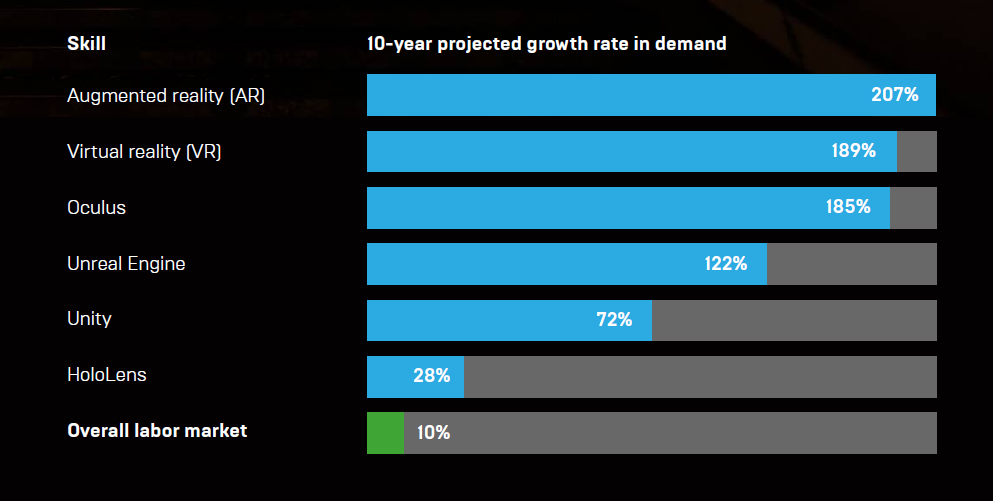 Skill 10-year projected growth rate in demand
Augmented reality (AR) 207%
Virtual reality (VR) 189%
Oculus 185%
Unreal Engine 122%
Unity 72%
HoloLens 28%
Overall labor market 10%